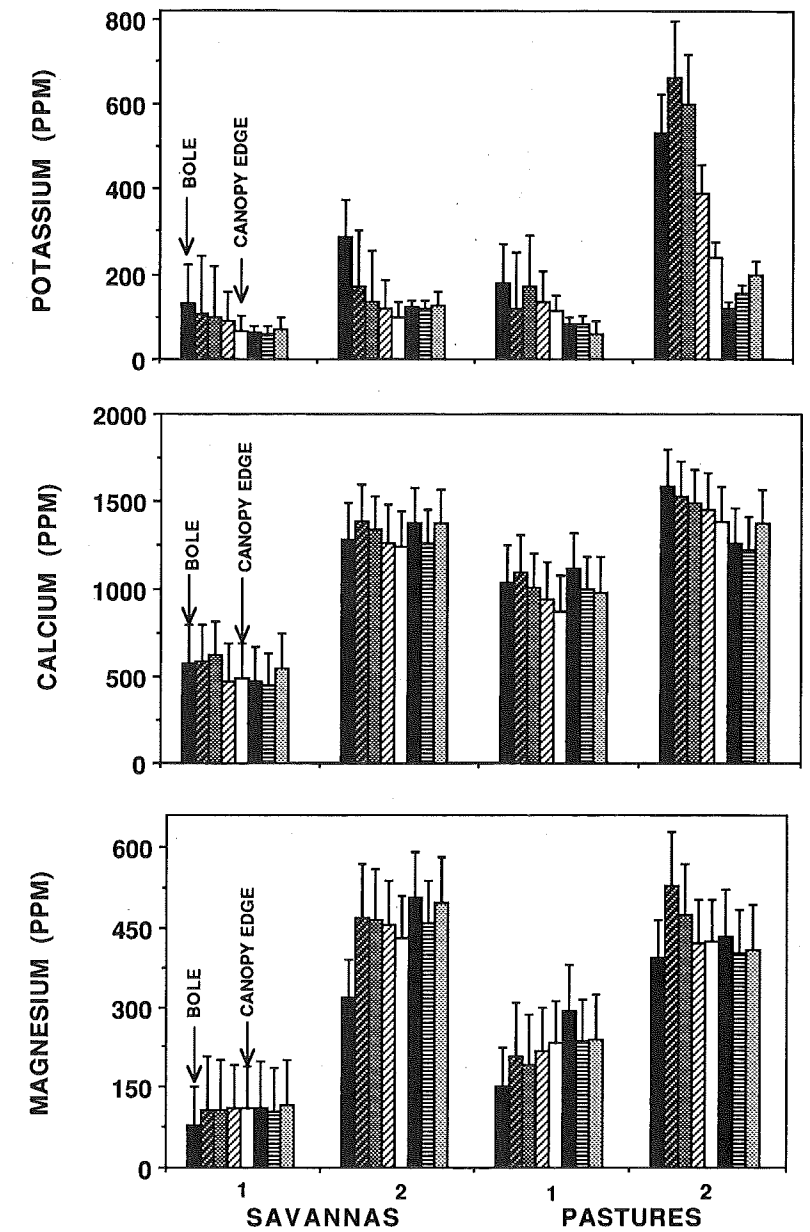 POTASSIUM (PPM)
800
600
400
200
0
BOLE
CANOPY EDGE
CALCIUM (PPM)
2000
1500
1000
500
0
BOLE
CANOPY EDGE
MAGNESIUM (PPM)
600
450
300
150
0
BOLE
CANOPY EDGE
1 2 1 2
SAVANNAS PASTURES